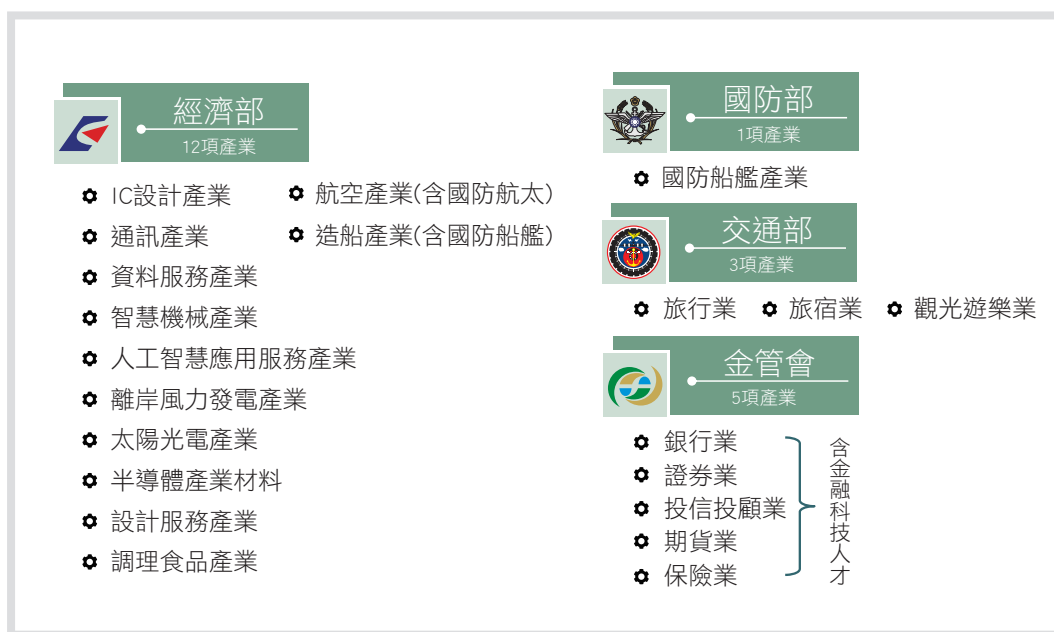 經濟部
12項產業
IC設計產業
航空產業(含國防航太)
通訊產業
造船產業(含國防船艦)
資料服務產業
智慧機械產業
人工智慧應用服務產業
離岸風力發電產業
太陽光電產業
半導體產業材料
設計服務產業
調理食品產業
國防部
1項產業
國防船艦產業
交通部
3項產業
旅行業 旅宿業 觀光遊樂業
金管會
5項產業
銀行業
證券業
投信投顧業
期貨業
保險業
含金融科技人才